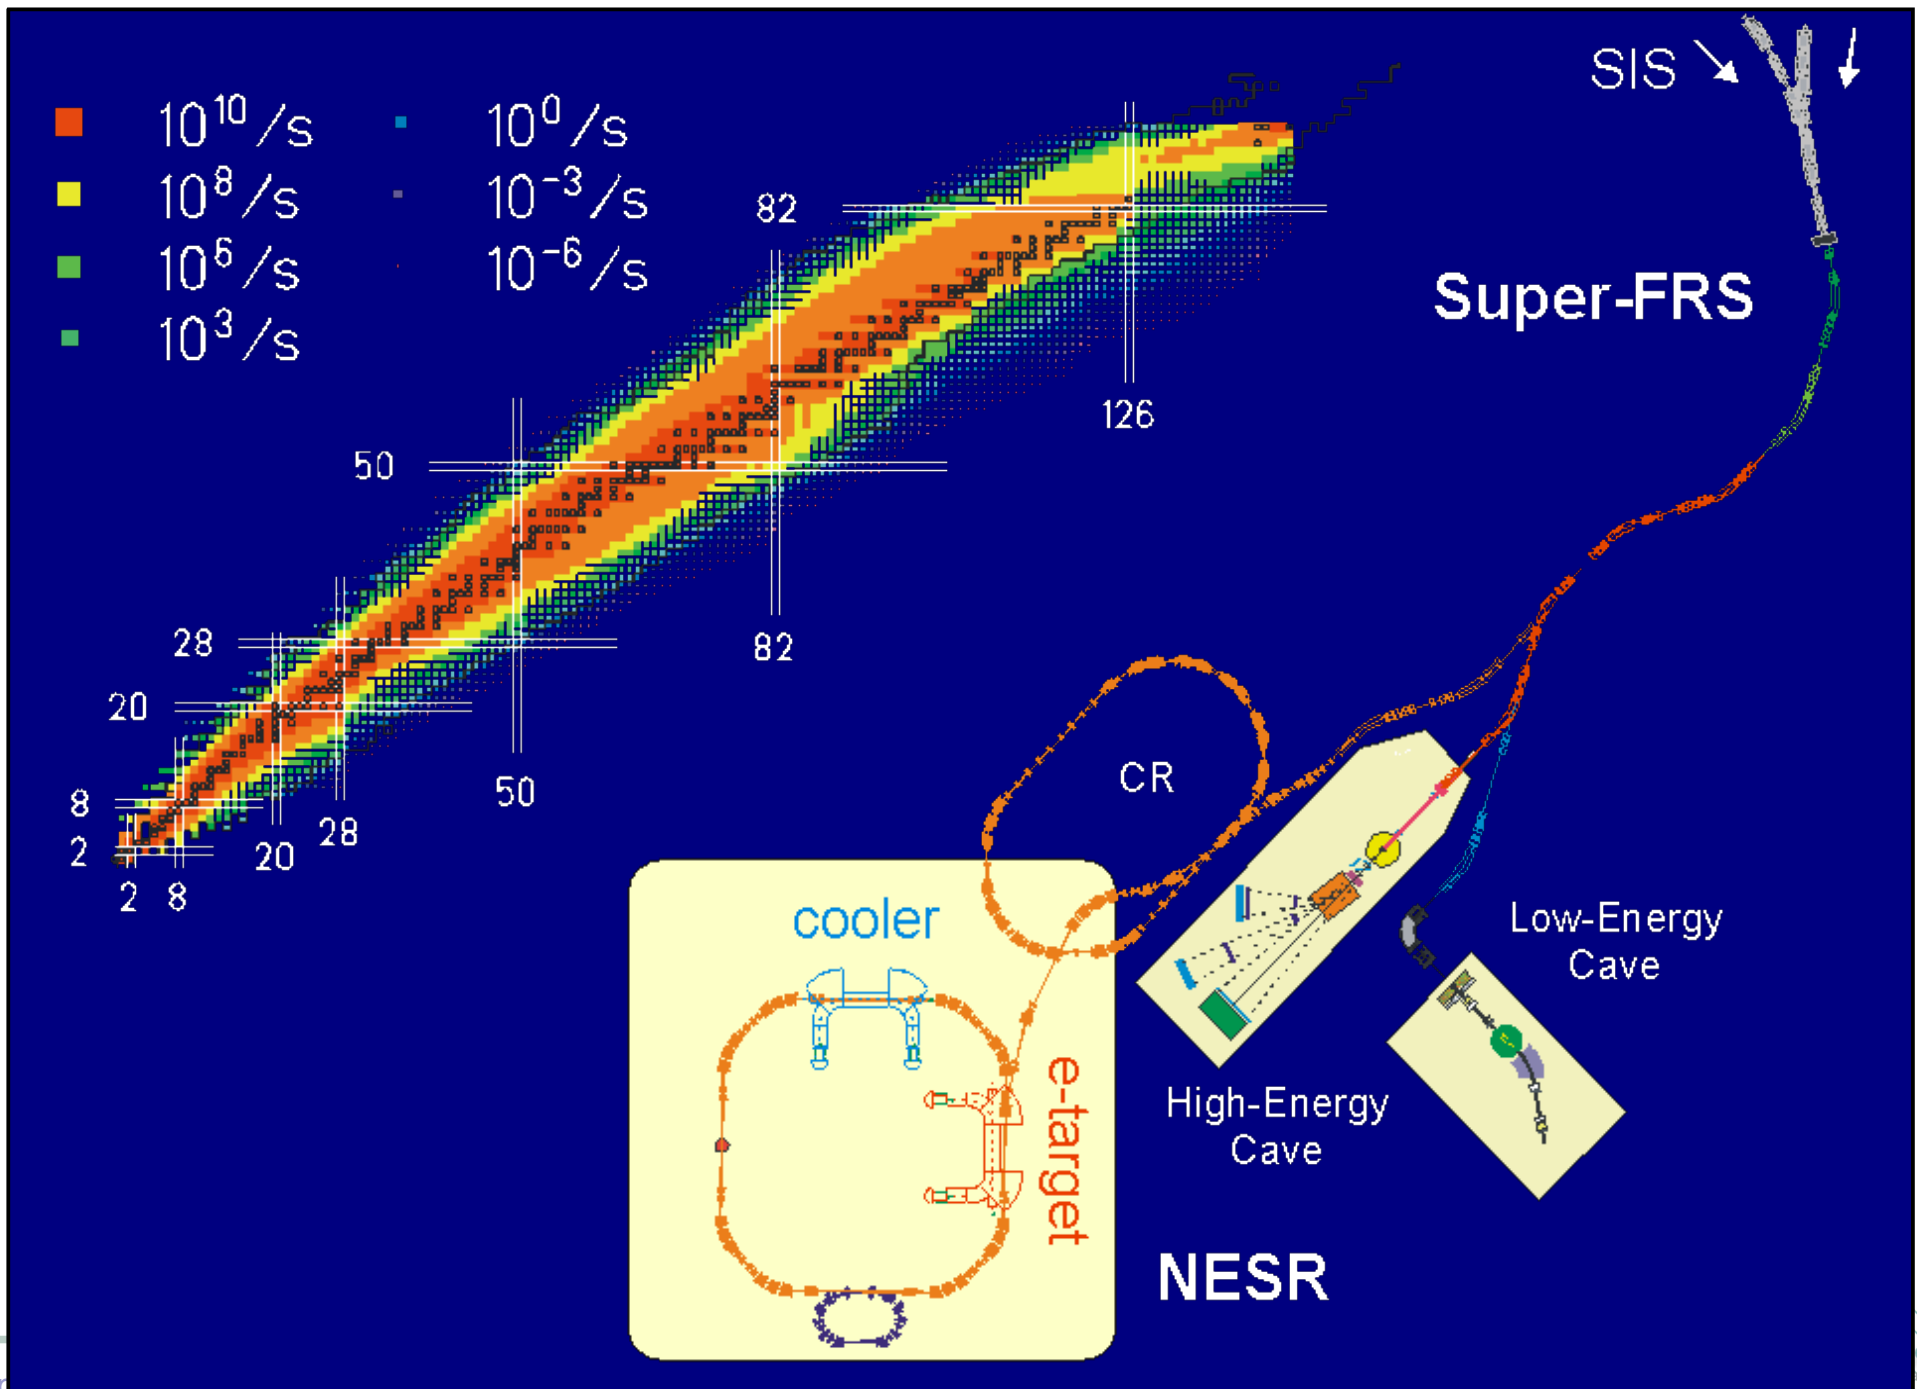 10¹⁰/s
10⁸/s
10⁶/s
10³/s
10⁰/s
10⁻³/s
10⁻⁶/s
SIS
Super-FRS
82
126
50
82
28
50
20
28
20
8
2
2
8
CR
cooler
e-target
NESR
High-Energy
Cave
Low-Energy
Cave